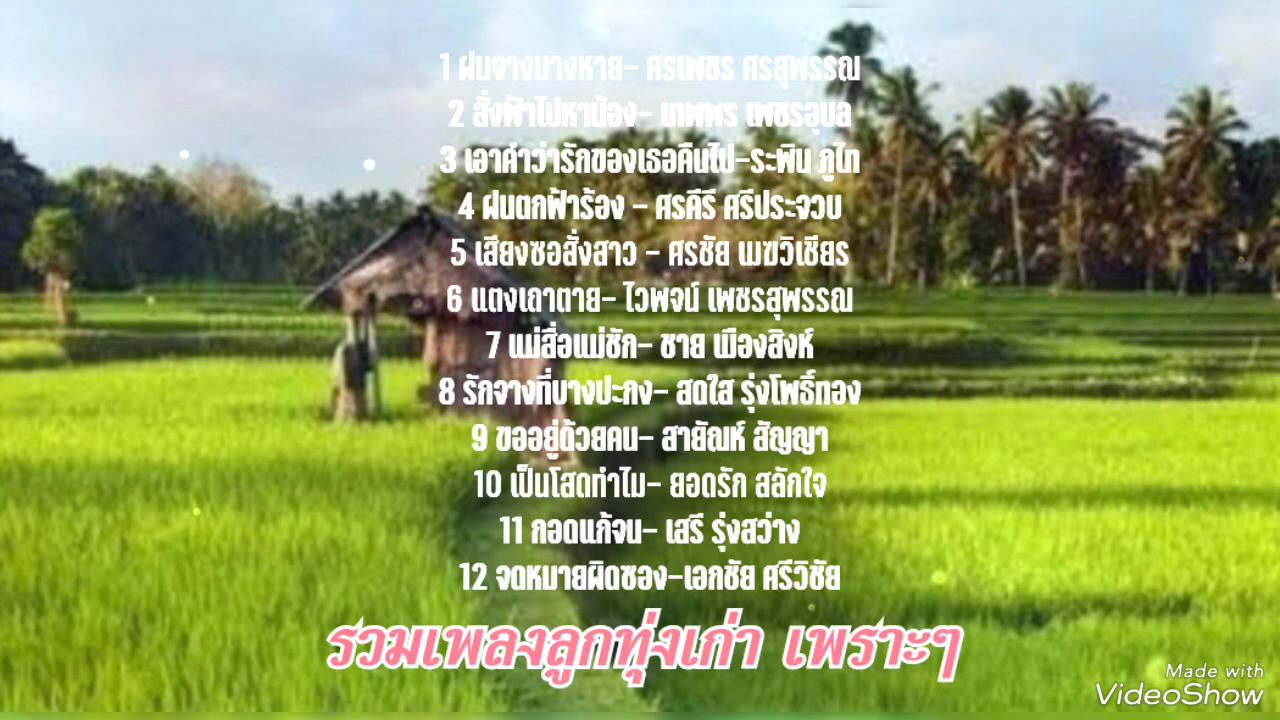 1 ฝนจางนางหาย- ศรเพชร ศรสุพรรณ
2 สั่งฟ้าไปหาน้อง- เทพพร เพชรอุบล
3 เอาคำว่ารักของเธอคืนไป-ระพิน ภูไท
4 ฝนตกฟ้าร้อง - ศรคีรี ศรีประจวบ
5 เสียงซอสั่งสาว - ศรชัย เมฆวิเชียร
6 แตงเถาตาย- ไวพจน์ เพชรสุพรรณ
7 แม่สื่อแม่ชัก- ชาย เมืองสิงห์
8 รักจางที่บางปะกง- สดใส รุ่งโพธิ์ทอง
9 ขออยู่ด้วยคน- สายัณห์ สัญญา
10 เป็นโสดทำไม- ยอดรัก สลักใจ
11 กอดแก้จน- เสรี รุ่งสว่าง
12 จดหมายผิดซอง-เอกชัย ศรีวิชัย
รวมเพลงลูกทุ่งเก่า เพราะๆ
Made with
VideoShow